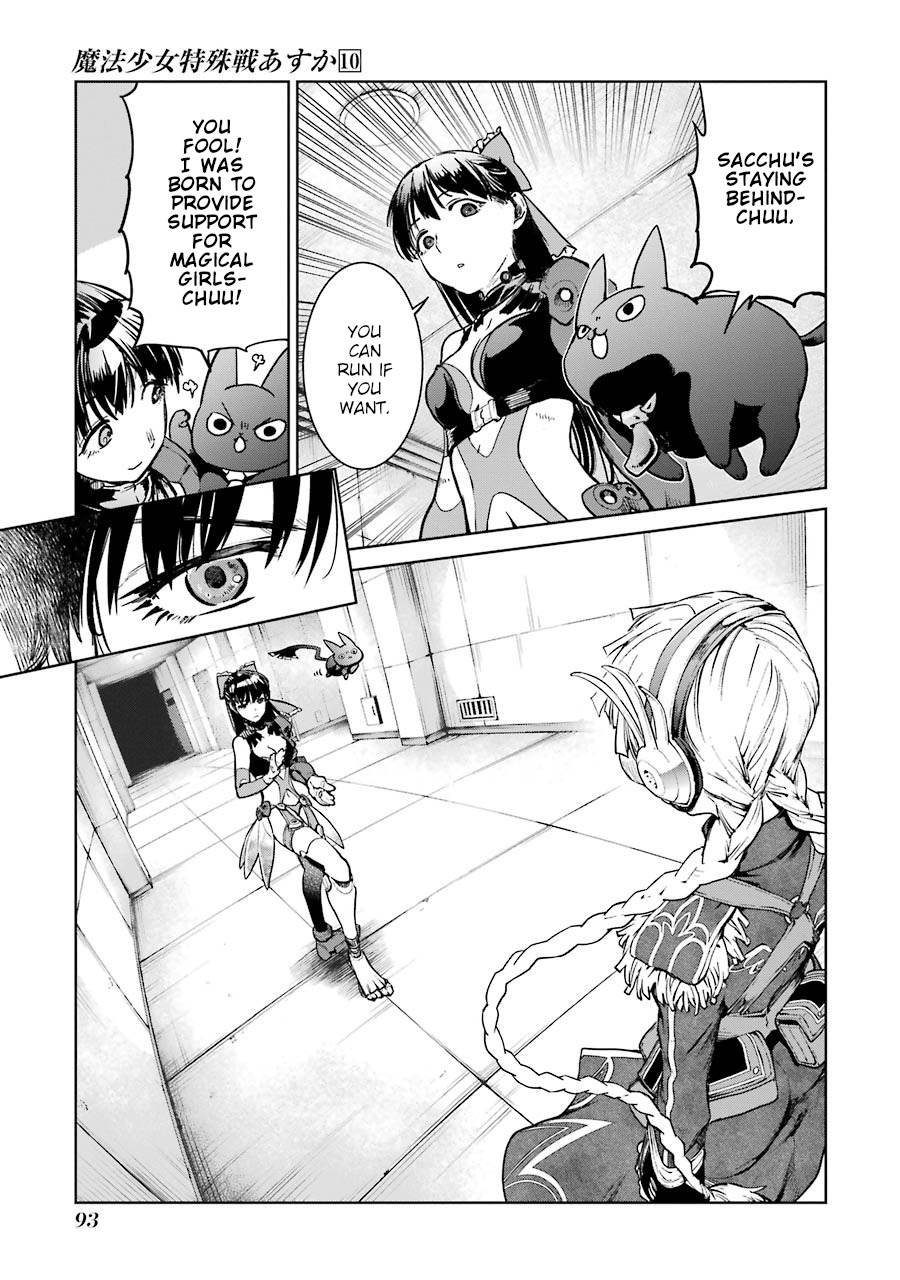 魔法少女特殊戦あすか10
SACCHU'S
STAYING
BEHIND-
CHUU.
YOU
CAN
RUN IF
YOU
WANT.
YOU
FOOL!
I WAS
BORN TO
PROVIDE
SUPPORT
FOR
MAGICAL
GIRLS-
CHUU!
93